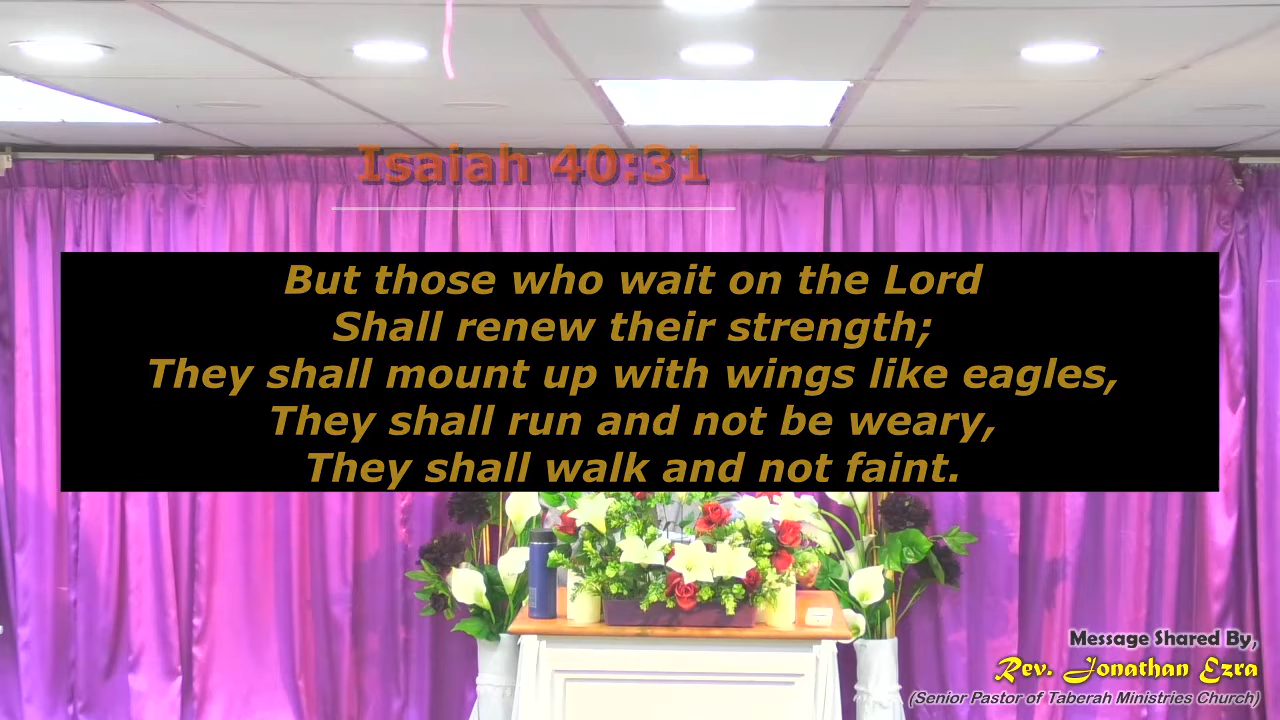 Isaiah 40:31
But those who wait on the Lord
Shall renew their strength;
They shall mount up with wings like eagles,
They shall run and not be weary,
They shall walk and not faint.
Message Shared By,
Rev. Jonathan Ezra
(Senior Pastor of Taberah Ministries Church)